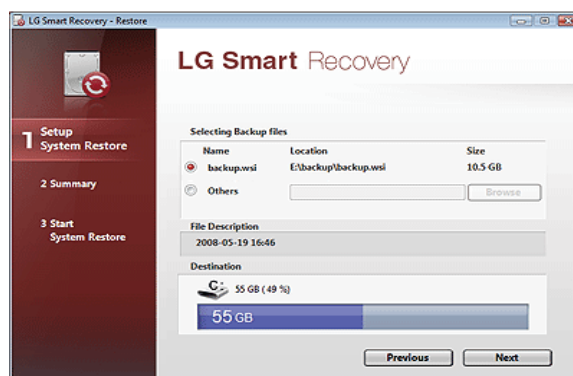 LG Smart Recovery - Restore
LG Smart Recovery
1 Setup
System Restore
2 Summary
3 Start
System Restore
Selecting Backup files
Name Location Size
backup.wsi E:\backup\backup.wsi 10.5 GB
Others Browse
File Description
2008-05-19 16:46
Destination
C: 55 GB ( 49 %)
55 GB
Previous Next